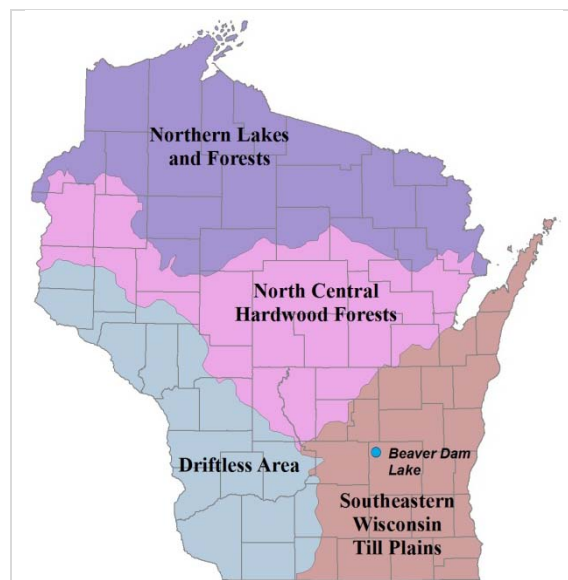 Northern Lakes
and Forests
North Central
Hardwood Forests
Driftless Area
Beaver Dam
Lake
Southeastern
Wisconsin
Till Plains